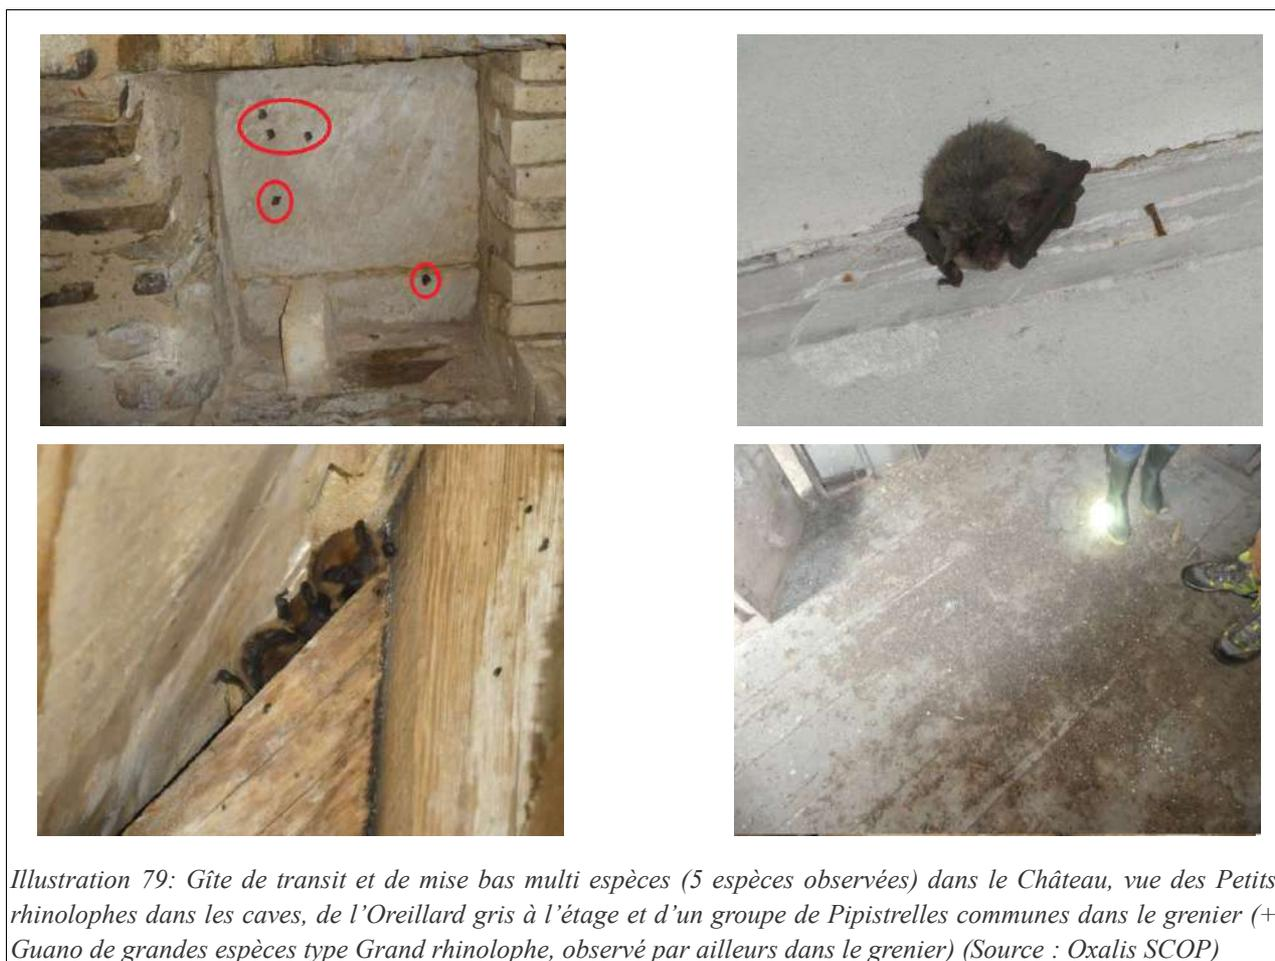 Illustration 79: Gîte de transit et de mise bas multi espèces (5 espèces observées) dans le Château, vue des Petits
rhinolophes dans les caves, de l’Oreillard gris à l’étage et d’un groupe de Pipistrelles communes dans le grenier (+
Guano de grandes espèces type Grand rhinolophe, observé par ailleurs dans le grenier) (Source : Oxalis SCOP)